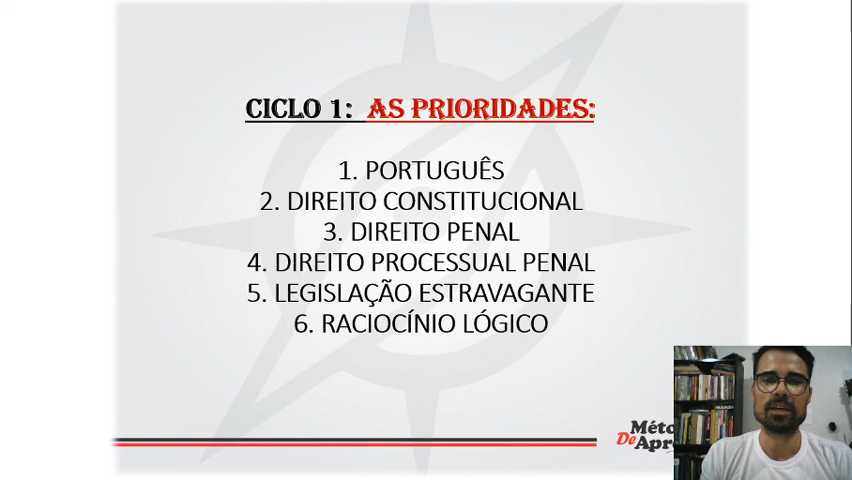 CICLO 1: AS PRIORIDADES:
1. PORTUGUÊS
2. DIREITO CONSTITUCIONAL
3. DIREITO PENAL
4. DIREITO PROCESSUAL PENAL
5. LEGISLAÇÃO ESTRAVAGANTE
6. RACIOCÍNIO LÓGICO
De